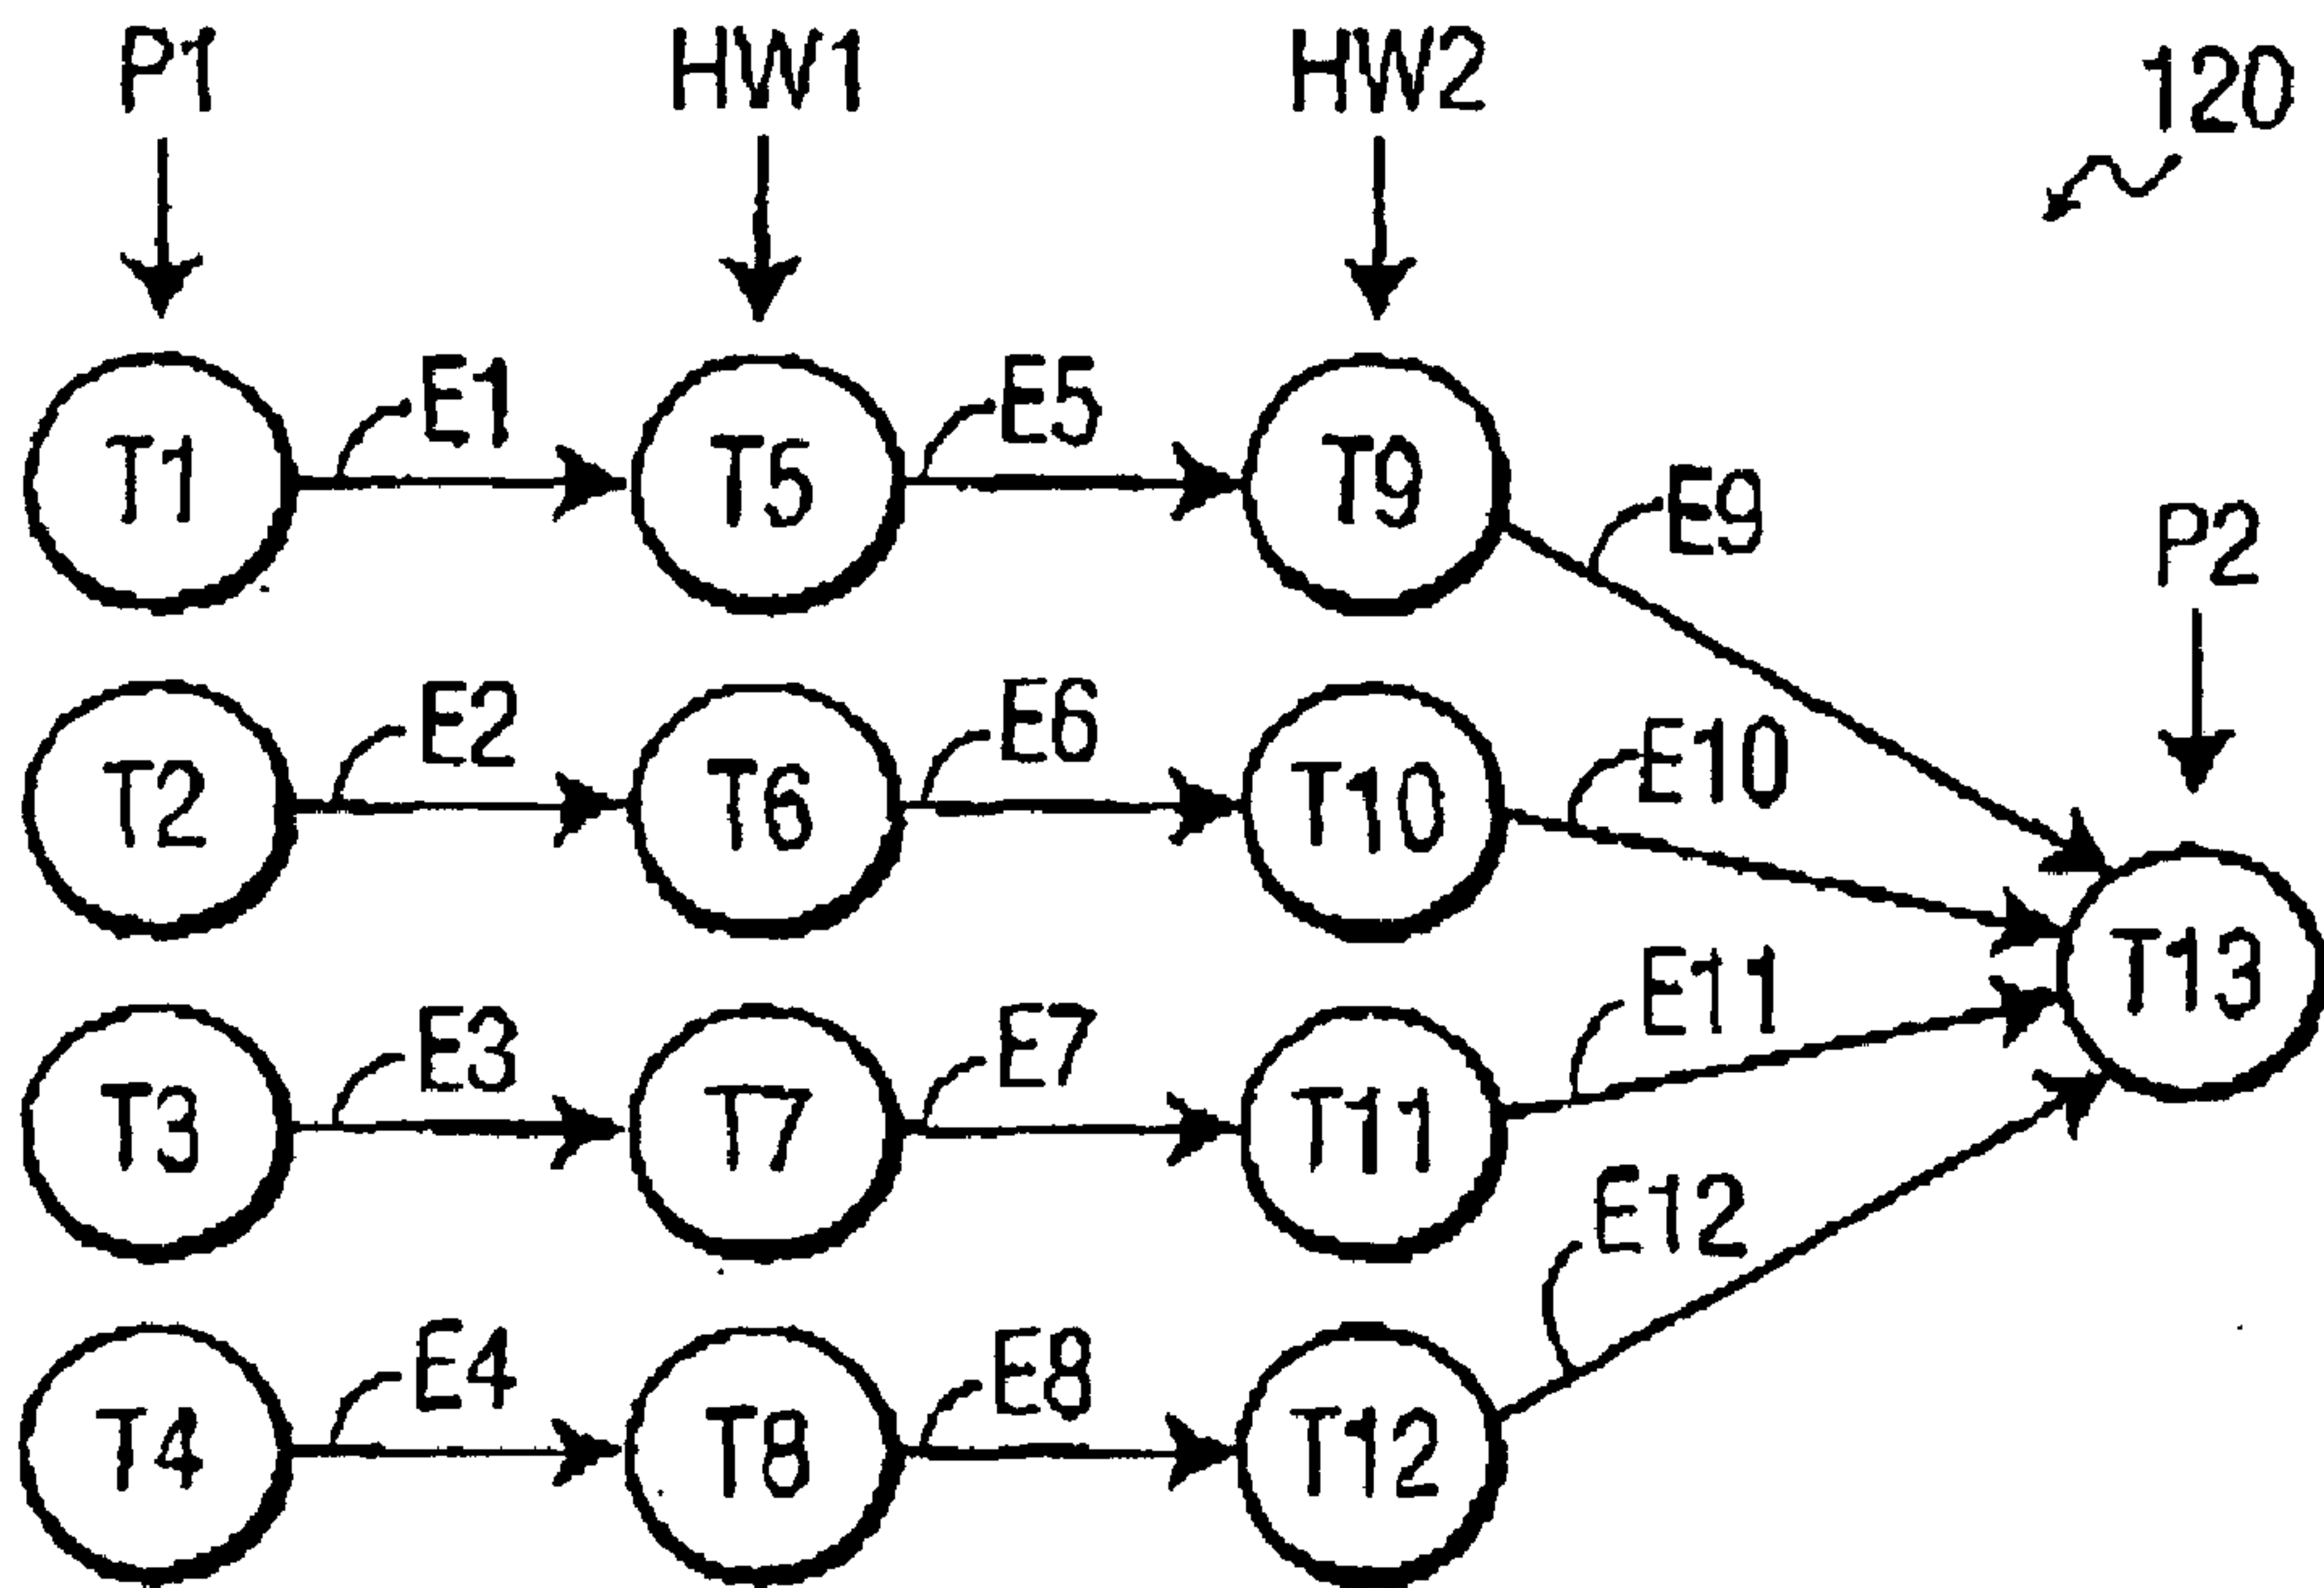 P1 HW1 HW2 120
E1 E5
T1 T5 T9 E9
P2
E2 E6 E10
T2 T6 T10
T13
E3 E7 E11
T3 T7 T11
E12
E4 E8
T4 T8 T12